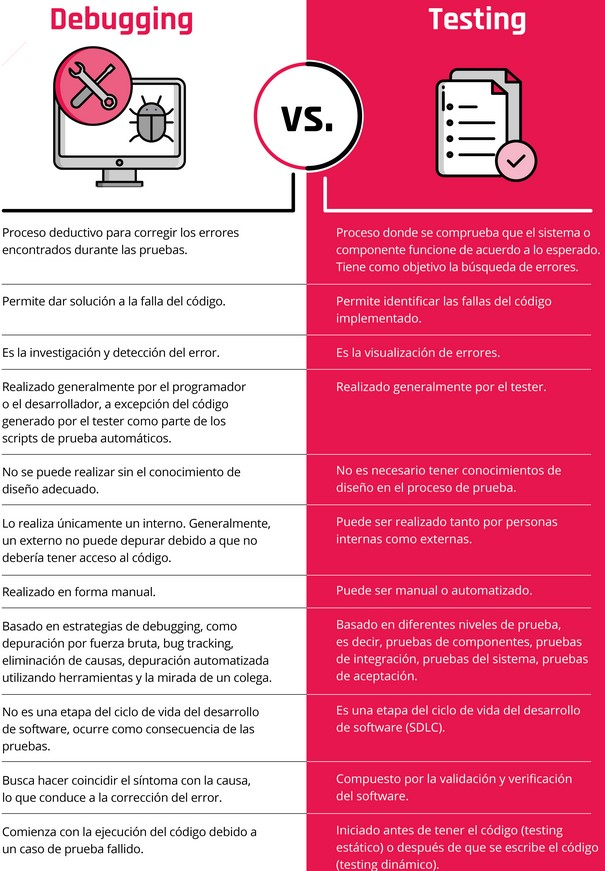 Debugging
Testing
VS.
Proceso deductivo para corregir los errores
encontrados durante las pruebas.
Proceso donde se comprueba que el sistema o
componente funcione de acuerdo a lo esperado.
Tiene como objetivo la búsqueda de errores.
Permite dar solución a la falla del código.
Permite identificar las fallas del código
implementado.
Es la investigación y detección del error.
Es la visualización de errores.
Realizado generalmente por el programador
o el desarrollador, a excepción del código
generado por el tester como parte de los
scripts de prueba automáticos.
Realizado generalmente por el tester.
No se puede realizar sin el conocimiento de
diseño adecuado.
No es necesario tener conocimientos de
diseño en el proceso de prueba.
Lo realiza únicamente un interno. Generalmente,
un externo no puede depurar debido a que no
debería tener acceso al código.
Puede ser realizado tanto por personas
internas como externas.
Realizado en forma manual.
Puede ser manual o automatizado.
Basado en estrategias de debugging, como
depuración por fuerza bruta, bug tracking,
eliminación de causas, depuración automatizada
utilizando herramientas y la mirada de un colega.
Basado en diferentes niveles de prueba,
es decir, pruebas de componentes, pruebas
de integración, pruebas del sistema, pruebas
de aceptación.
No es una etapa del ciclo de vida del desarrollo
de software, ocurre como consecuencia de las
pruebas.
Es una etapa del ciclo de vida del desarrollo
de software (SDLC).
Busca hacer coincidir el síntoma con la causa,
lo que conduce a la corrección del error.
Compuesto por la validación y verificación
del software.
Comienza con la ejecución del código debido a
un caso de prueba fallido.
Iniciado antes de tener el código (testing
estático) o después de que se escribe el código
(testing dinámico).